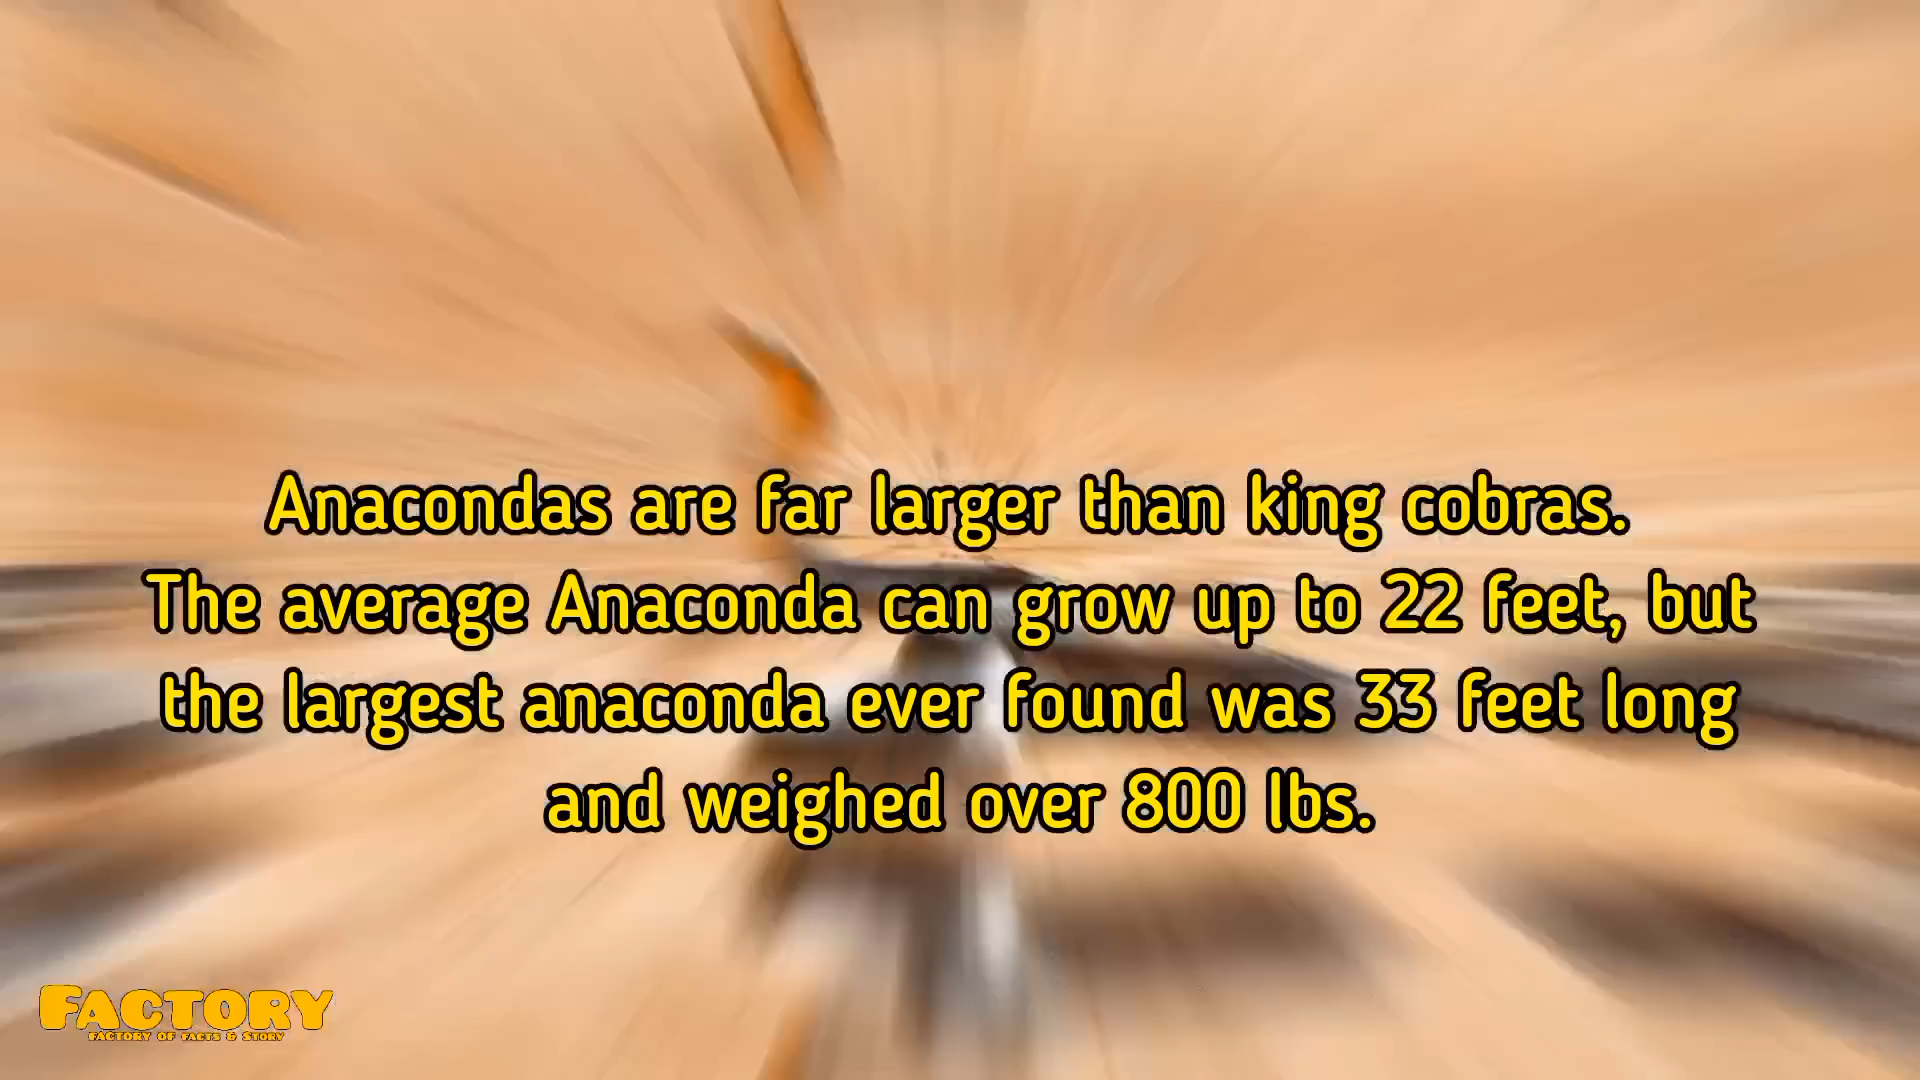 Anacondas are far larger than king cobras.
The average Anaconda can grow up to 22 feet, but
the largest anaconda ever found was 33 feet long
and weighed over 800 lbs.
FACTORY
FACTORY OF FACTS & STORY